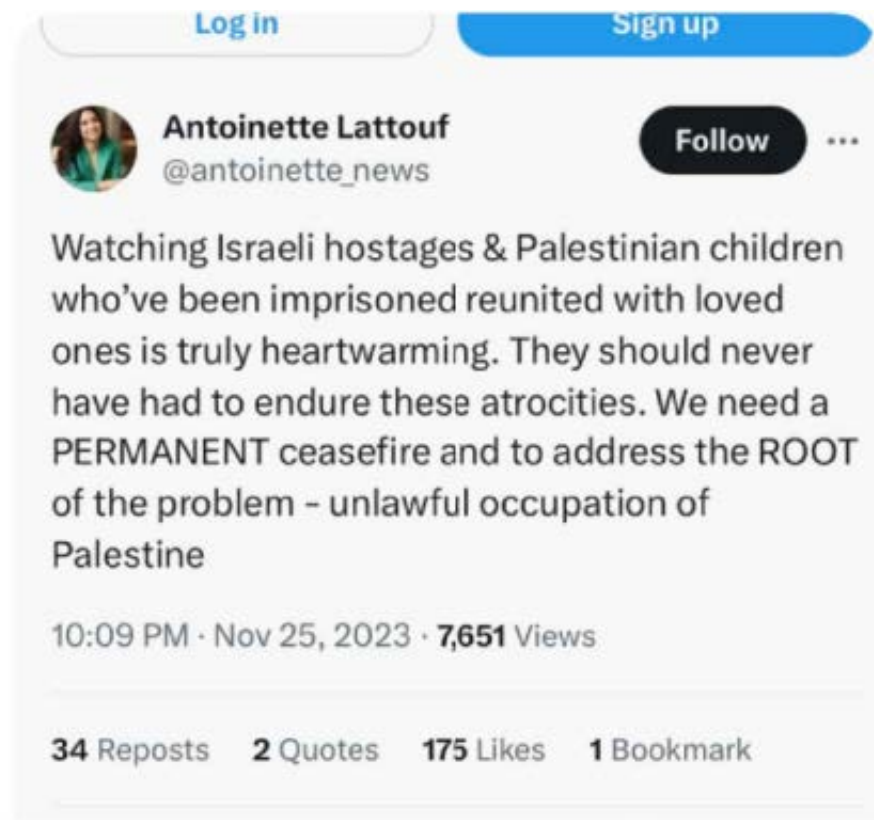 Log in Sign up
Antoinette Lattouf
Follow ...
@antoinette_news
Watching Israeli hostages & Palestinian children
who've been imprisoned reunited with loved
ones is truly heartwarming. They should never
have had to endure these atrocities. We need a
PERMANENT ceasefire and to address the ROOT
of the problem – unlawful occupation of
Palestine
10:09 PM · Nov 25, 2023 · 7,651 Views
34 Reposts 2 Quotes 175 Likes 1 Bookmark